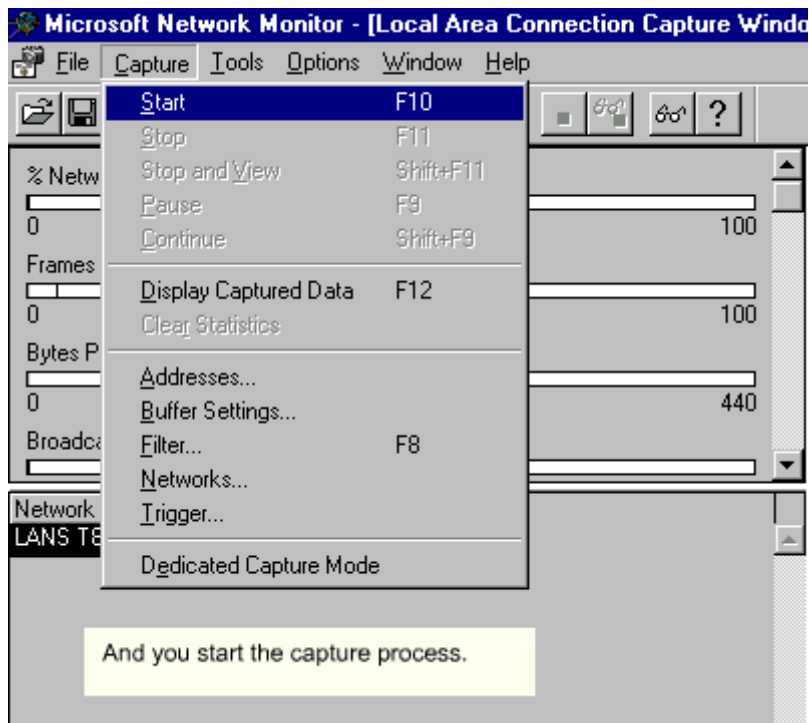 Microsoft Network Monitor - [Local Area Connection Capture Windo
File Capture Tools Options Window Help
Start F10
Stop F11
Stop and View Shift+F11
Pause F9
Continue Shift+F9
Display Captured Data F12
Clear Statistics
Addresses...
Buffer Settings...
Filter... F8
Networks...
Trigger...
Dedicated Capture Mode
?
% Netw
0 100
Frames
0 100
Bytes P
0 440
Broadca
Network
LANS T8
And you start the capture process.